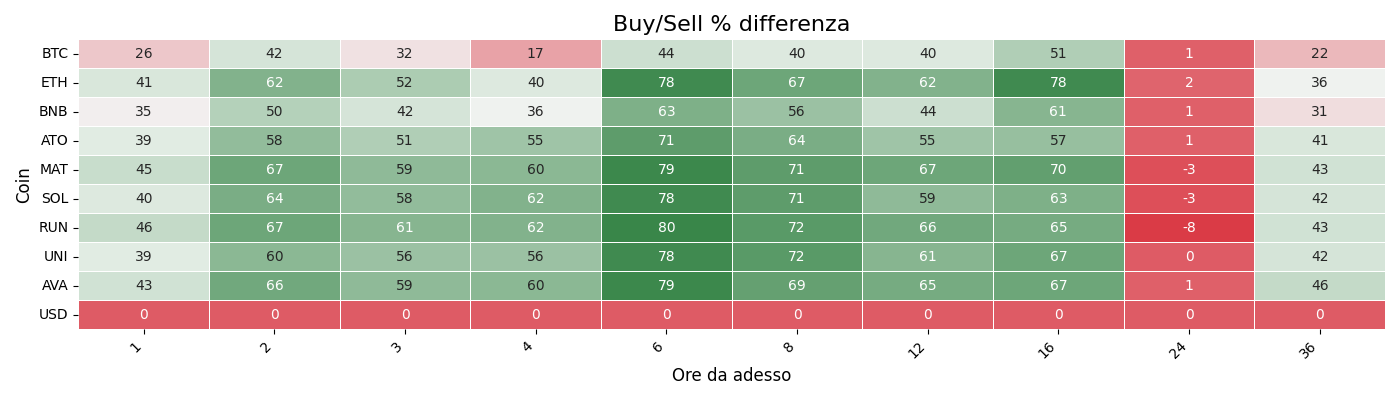 Buy/Sell % differenza
Coin
BTC 26 42 32 17 44 40 40 51 1 22
ETH 41 62 52 40 78 67 62 78 2 36
BNB 35 50 42 36 63 56 44 61 1 31
ATO 39 58 51 55 71 64 55 57 1 41
MAT 45 67 59 60 79 71 67 70 -3 43
SOL 40 64 58 62 78 71 59 63 -3 42
RUN 46 67 61 62 80 72 66 65 -8 43
UNI 39 60 56 56 78 72 61 67 0 42
AVA 43 66 59 60 79 69 65 67 1 46
USD 0 0 0 0 0 0 0 0 0 0
1 2 3 4 6 8 12 16 24 36
Ore da adesso